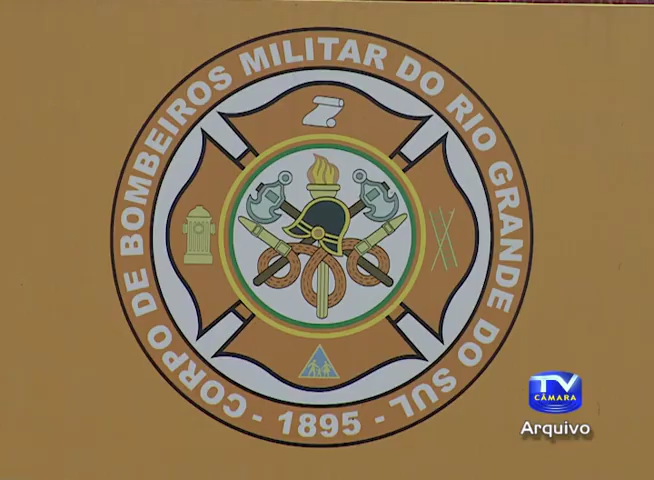 CORPO DE BOMBEIROS MILITAR DO RIO GRANDE DO SUL
- 1895 -
TV
CÂMARA
Arquivo